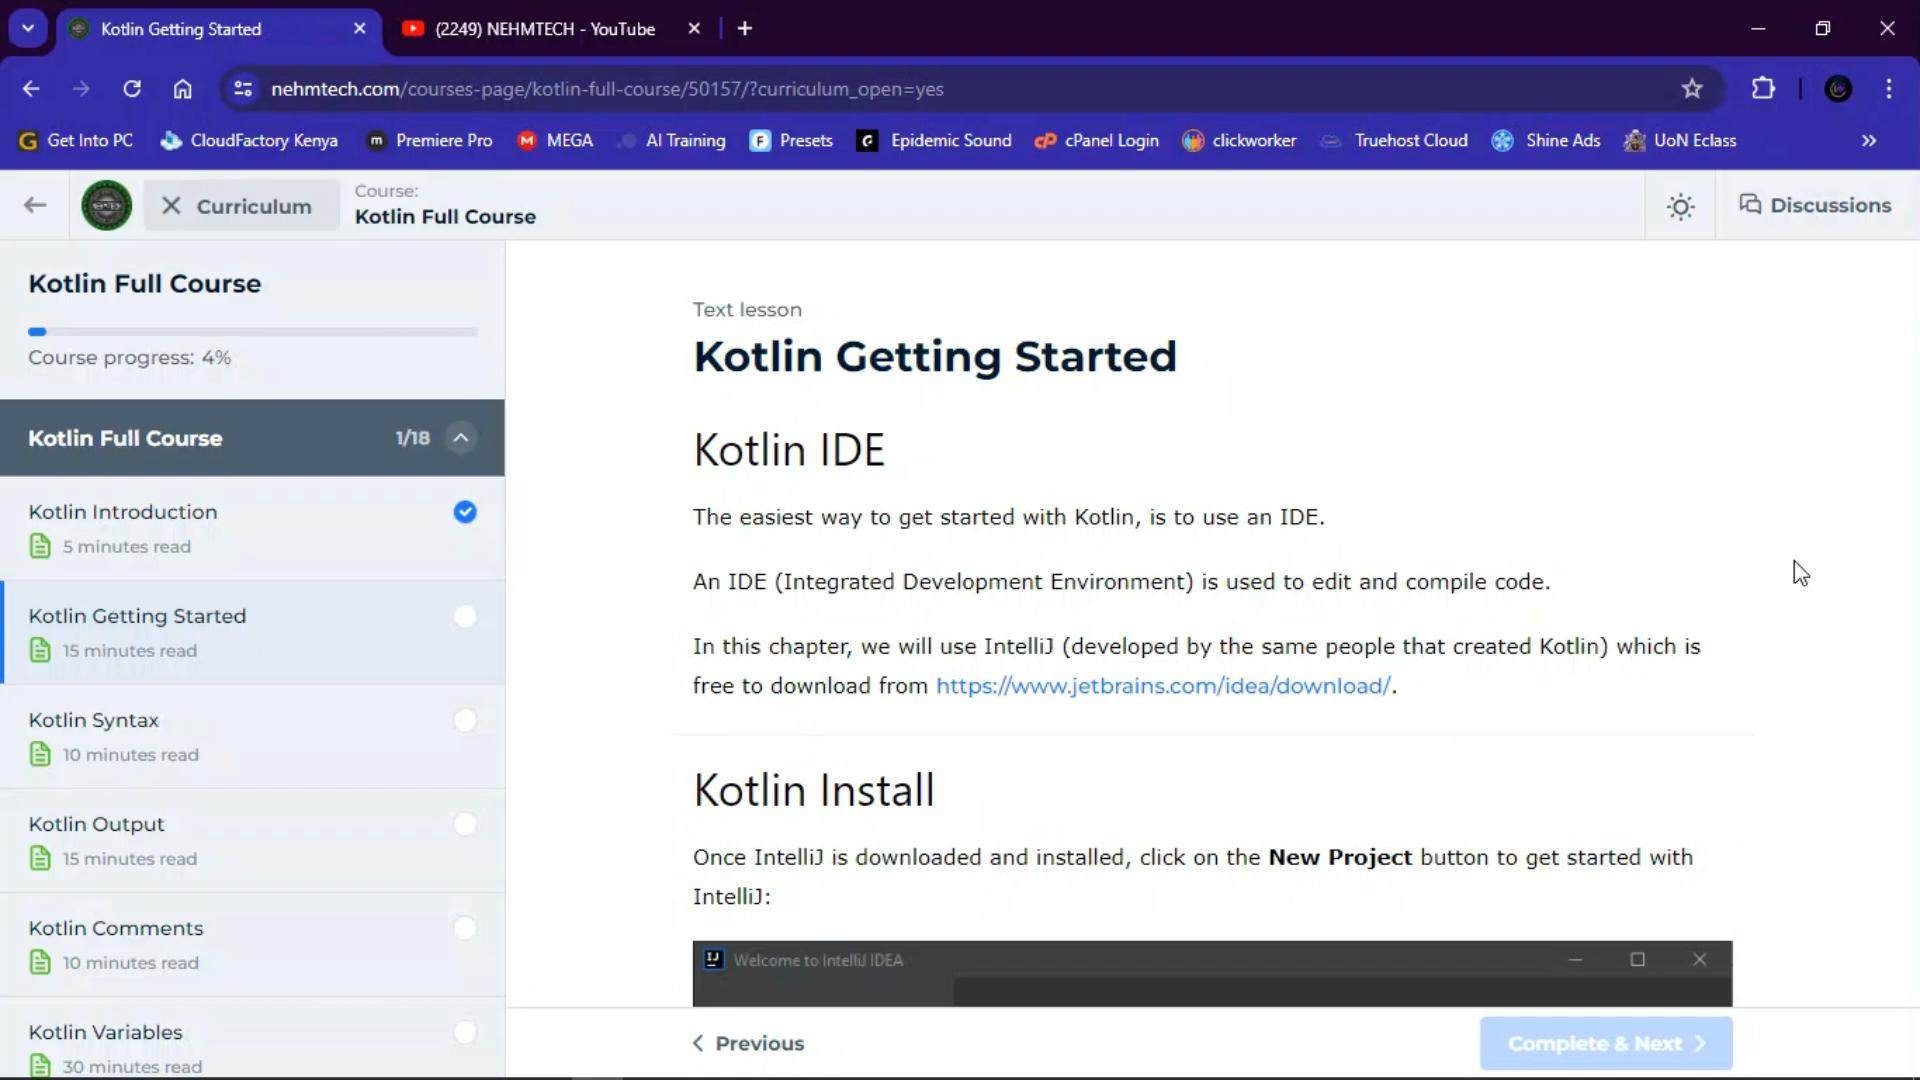 Kotlin Getting Started
(2249) NEHMTECH - YouTube
nehmtech.com/courses-page/kotlin-full-course/50157/?curriculum_open=yes
Get Into PC
CloudFactory Kenya
Premiere Pro
MEGA
AI Training
Presets
Epidemic Sound
cPanel Login
clickworker
Truehost Cloud
Shine Ads
UoN Eclass
Curriculum
Course:
Kotlin Full Course
Discussions
Kotlin Full Course
Course progress: 4%
Kotlin Full Course 1/18
Kotlin Introduction
5 minutes read
Kotlin Getting Started
15 minutes read
Kotlin Syntax
10 minutes read
Kotlin Output
15 minutes read
Kotlin Comments
10 minutes read
Kotlin Variables
30 minutes read
Text lesson
Kotlin Getting Started
Kotlin IDE
The easiest way to get started with Kotlin, is to use an IDE.
An IDE (Integrated Development Environment) is used to edit and compile code.
In this chapter, we will use IntelliJ (developed by the same people that created Kotlin) which is
free to download from https://www.jetbrains.com/idea/download/.
Kotlin Install
Once IntelliJ is downloaded and installed, click on the New Project button to get started with
IntelliJ:
Welcome to IntelliJ IDEA
Previous
Complete & Next